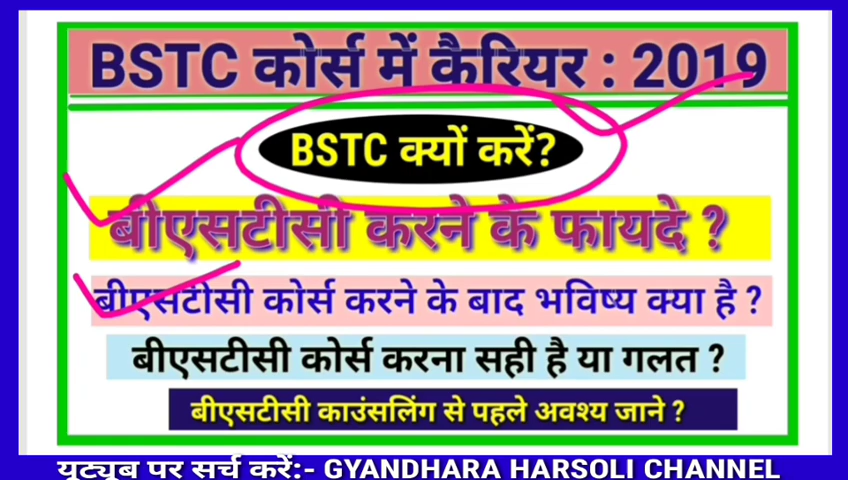 BSTC कोर्स में कैरियर : 2019
BSTC क्यों करें?
बीएसटीसी करने के फायदे ?
बीएसटीसी कोर्स करने के बाद भविष्य क्या है ?
बीएसटीसी कोर्स करना सही है या गलत ?
बीएसटीसी काउंसलिंग से पहले अवश्य जाने ?
यूट्यूब पर सर्च करें:- GYANDHARA HARSOLI CHANNEL